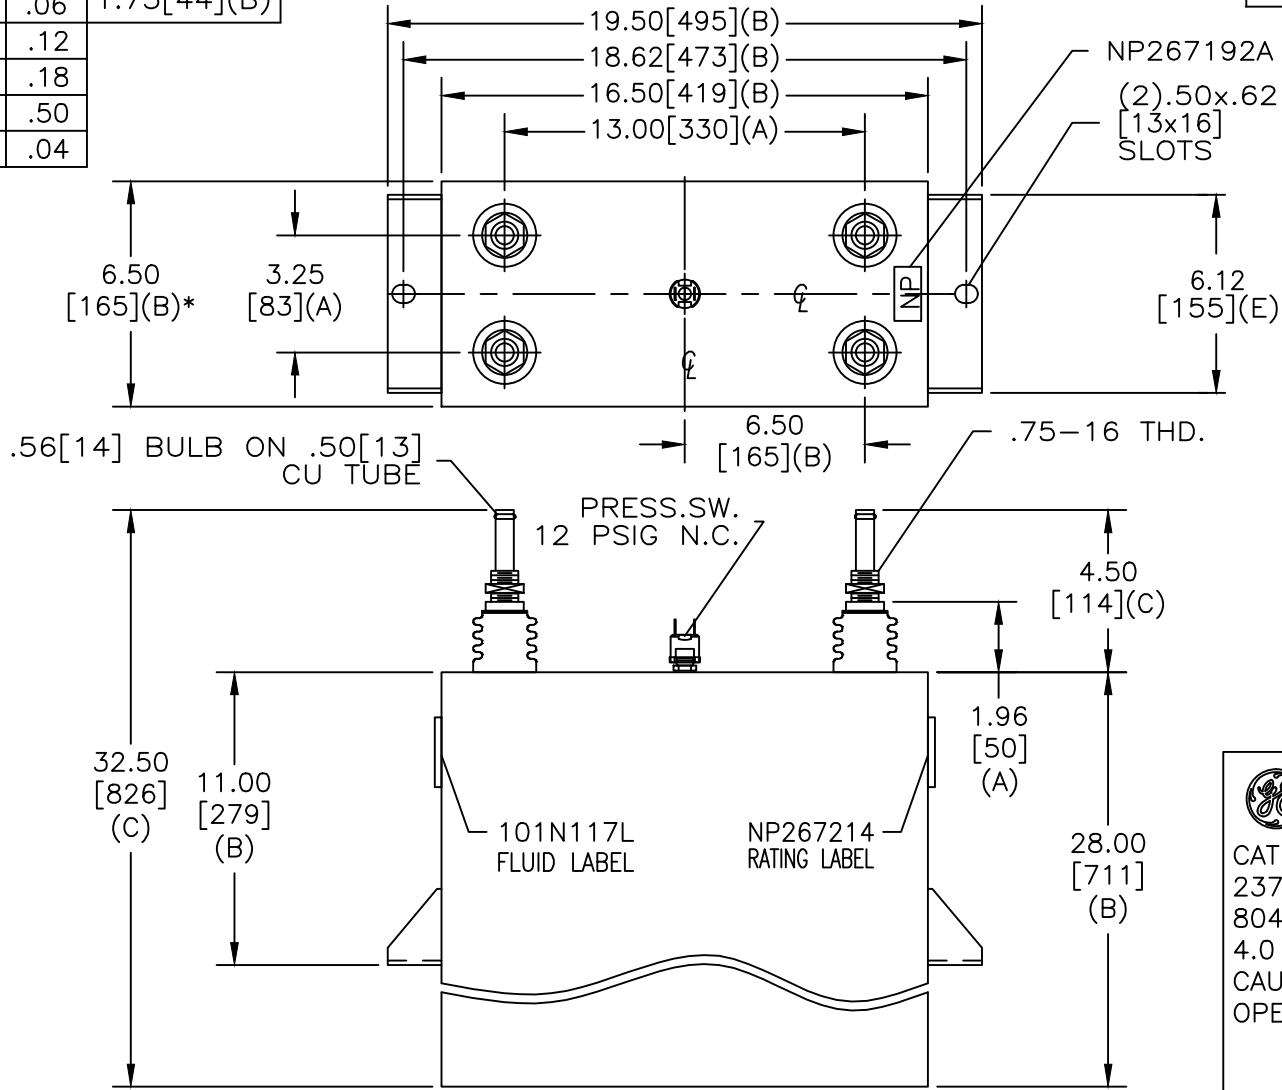 .06
1.75[44](B)
.12
.18
.50
.04
19.50[495](B)
18.62[473](B)
16.50[419](B)
13.00[330](A)
NP267192A
(2).50x.62
[13x16]
SLOTS
6.50
[165](B)*
3.25
[83](A)
NP
6.12
[155](E)
6.50
[165](B)
.75-16 THD.
.56[14] BULB ON .50[13]
CU TUBE
PRESS.SW.
12 PSIG N.C.
4.50
[114](C)
1.96
[50]
(A)
32.50
[826]
(C)
11.00
[279]
(B)
101N117L
FLUID LABEL
NP267214
RATING LABEL
28.00
[711]
(B)
CAT
237
804
4.0
CAU
OPE